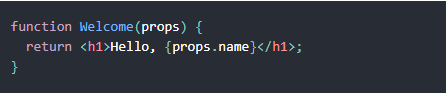 function Welcome(props) {
  return <h1>Hello, {props.name}</h1>;
}